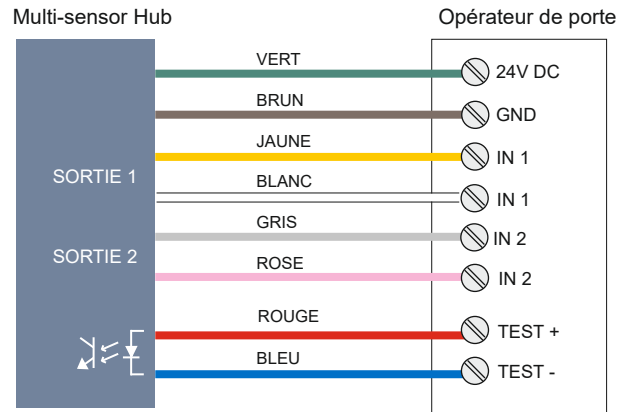 Multi-sensor Hub
Opérateur de porte
VERT
24V DC
BRUN
GND
JAUNE
IN 1
SORTIE 1
BLANC
IN 1
GRIS
IN 2
SORTIE 2
ROSE
IN 2
ROUGE
TEST +
BLEU
TEST -